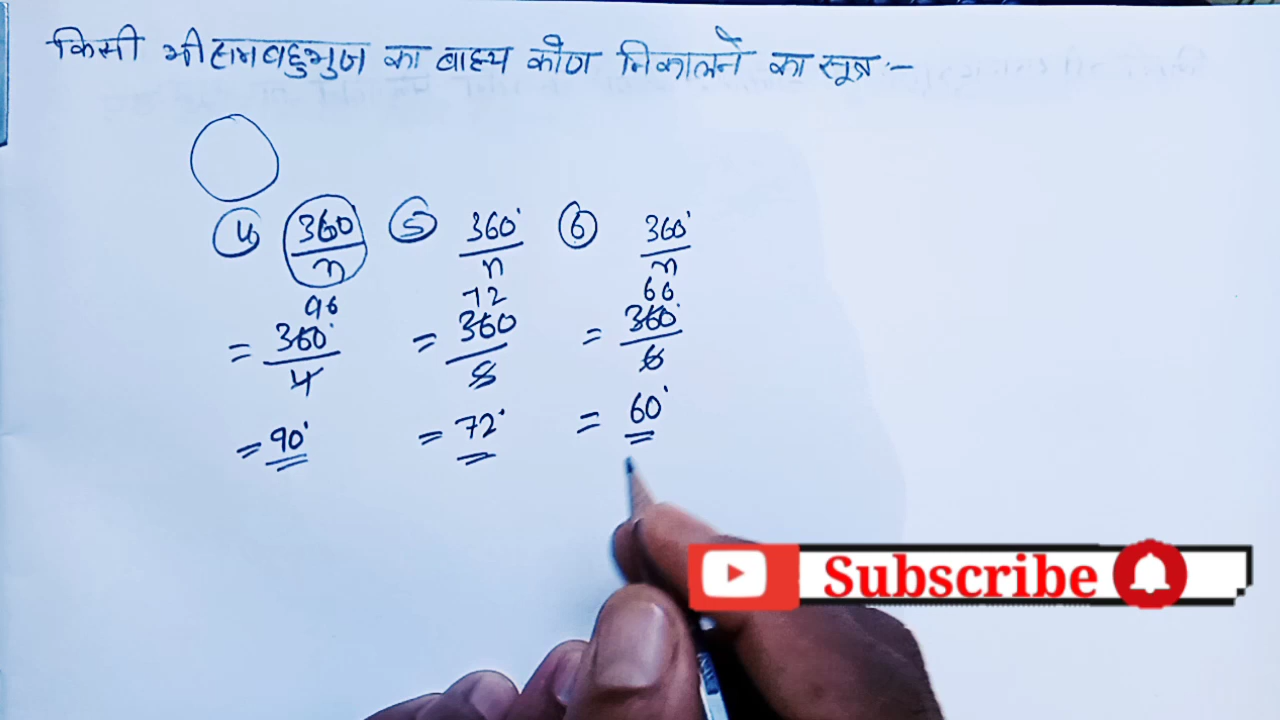 किसी भी समबहुभुज का बाह्य कोण निकालने का सूत्र :-
4 360/n 5 360°/n 6 360°/n
90 72 60
= 360°/4 = 360/5 = 360°/6
= 90° = 72° = 60°
Subscribe